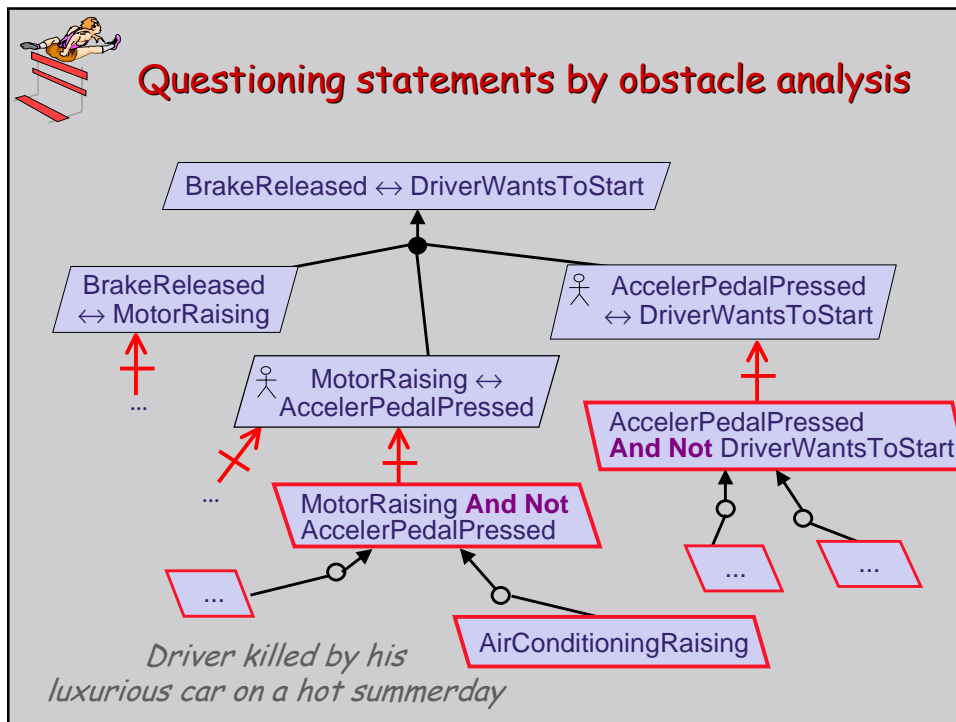 Questioning statements by obstacle analysis
BrakeReleased ↔ DriverWantsToStart
BrakeReleased
↔ MotorRaising
AccelerPedalPressed
↔ DriverWantsToStart
MotorRaising ↔
AccelerPedalPressed
...
...
AccelerPedalPressed
And Not DriverWantsToStart
MotorRaising And Not
AccelerPedalPressed
...
...
...
AirConditioningRaising
Driver killed by his
luxurious car on a hot summerday